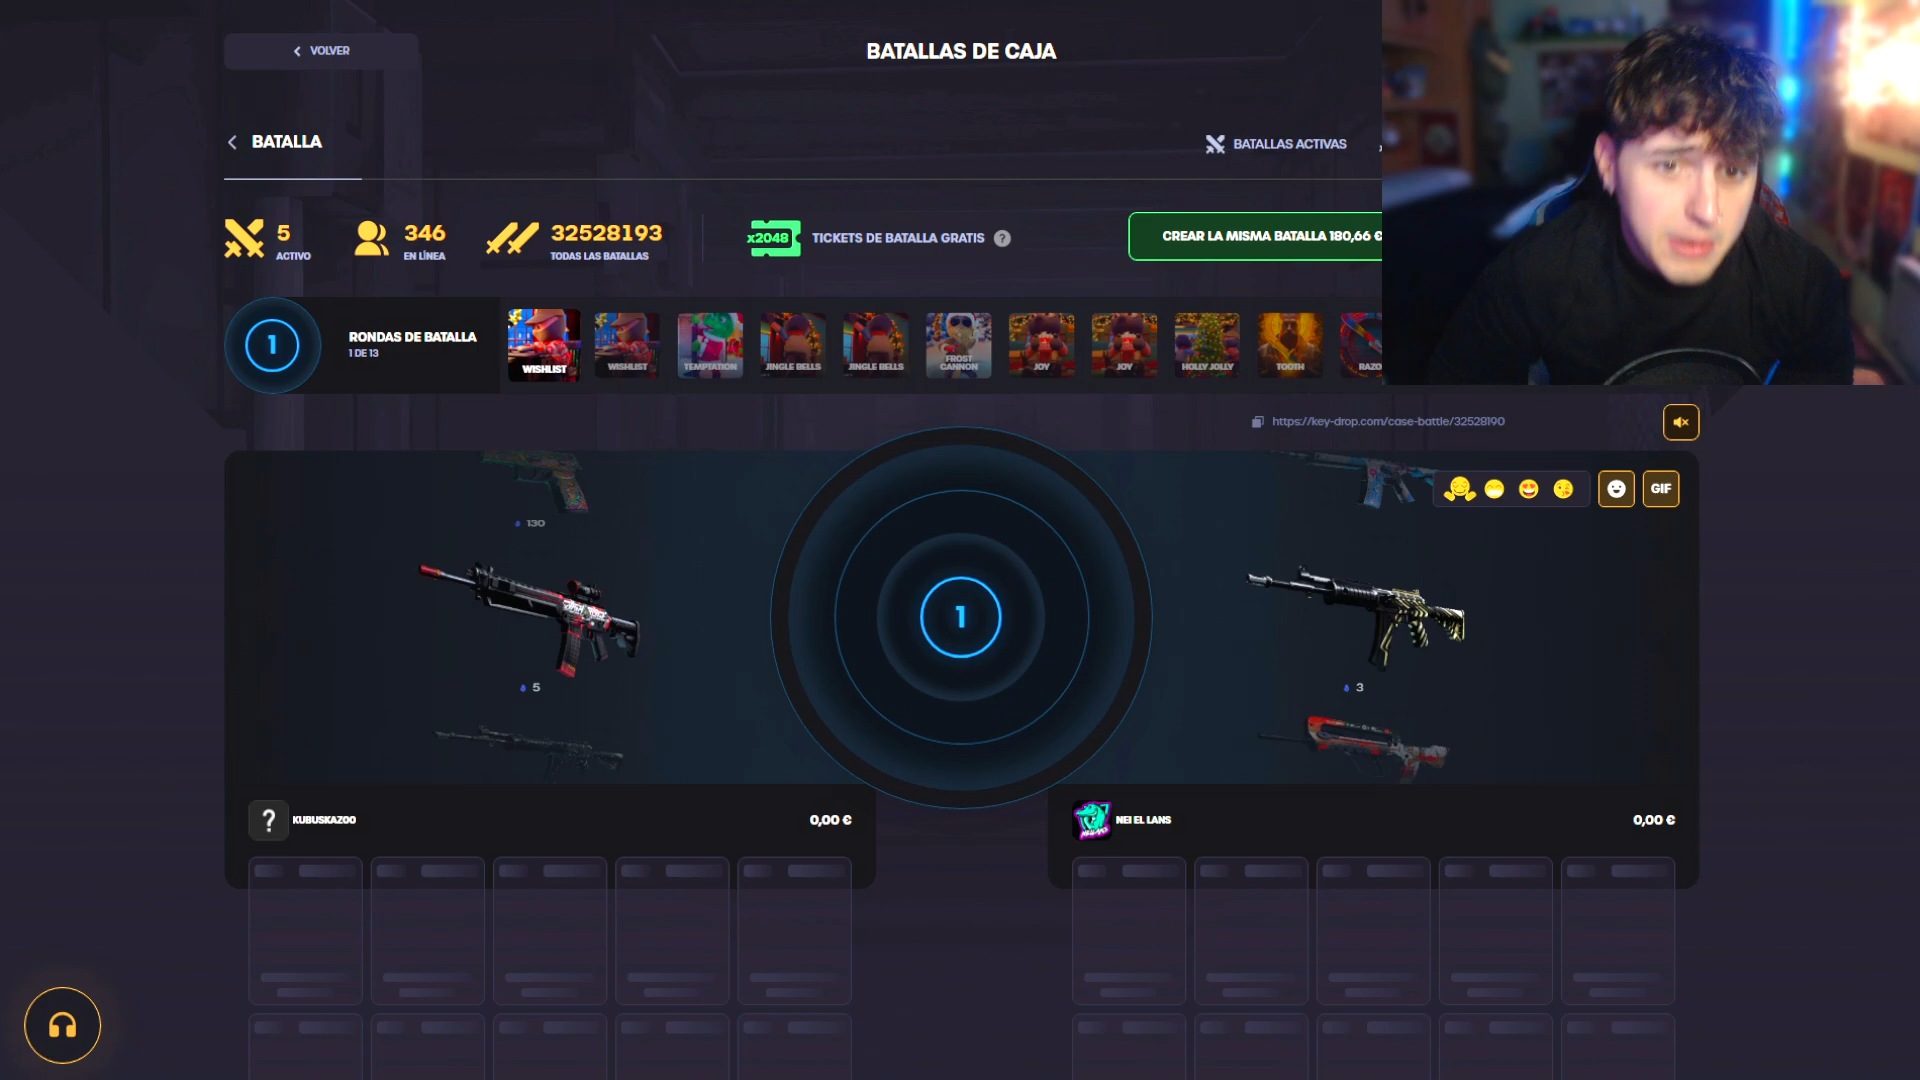 VOLVER
BATALLAS DE CAJA
BATALLA
BATALLAS ACTIVAS
5
ACTIVO
346
EN LÍNEA
32528193
TODAS LAS BATALLAS
x2048
TICKETS DE BATALLA GRATIS
?
CREAR LA MISMA BATALLA 180,66 €
1
RONDAS DE BATALLA
1 DE 13
WISHLIST
WISHLIST
TEMPTATION
JINGLE BELLS
JINGLE BELLS
FROST CANNON
JOY
JOY
HOLLY JOLLY
TOOTH
RAZO
https://key-drop.com/case-battle/32528190
GIF
130
1
5
3
?
KUBUSKAZOO
0,00 €
NEI EL LANS
0,00 €